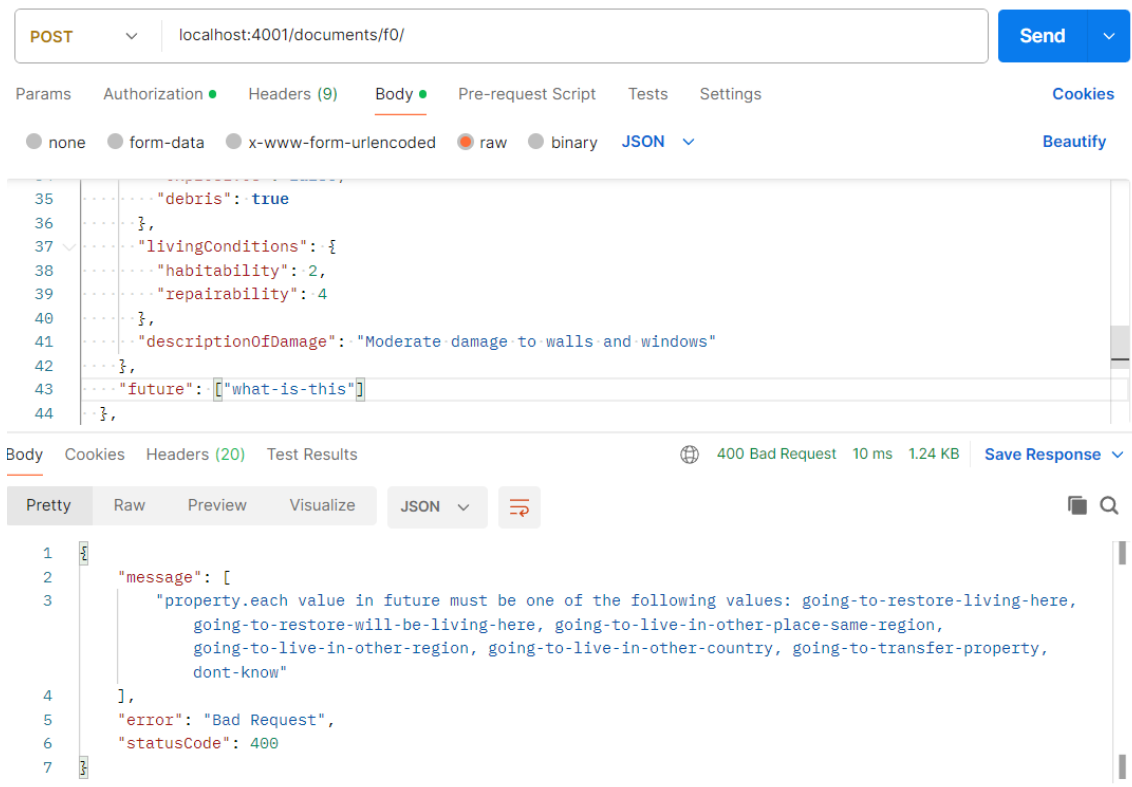 POST
localhost:4001/documents/f0/
Send
Params Authorization Headers (9) Body Pre-request Script Tests Settings Cookies
none form-data x-www-form-urlencoded raw binary JSON Beautify
35 "debris": true
36 },
37 "livingConditions": {
38 "habitability": 2,
39 "repairability": 4
40 },
41 "descriptionOfDamage": "Moderate damage to walls and windows"
42 },
43 "future": ["what-is-this"]
44 },
Body Cookies Headers (20) Test Results 400 Bad Request 10 ms 1.24 KB Save Response
Pretty Raw Preview Visualize JSON
1 {
2 "message": [
3 "property.each value in future must be one of the following values: going-to-restore-living-here,
going-to-restore-will-be-living-here, going-to-live-in-other-place-same-region,
going-to-live-in-other-region, going-to-live-in-other-country, going-to-transfer-property,
dont-know"
4 ],
5 "error": "Bad Request",
6 "statusCode": 400
7 }